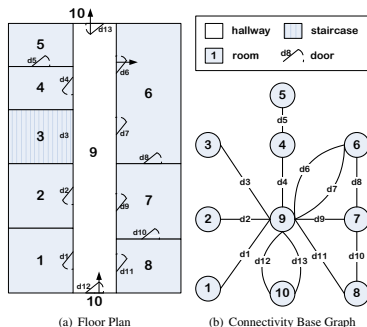 10
d13
5
d5
d4
d6
4
6
3
d3
d7
9
d8
2
d2
7
d9
d10
1
d1
8
d11
d12
10
hallway
staircase
1
room
d8
door
5
d5
3
4
6
d6
d3
d4
d7
d8
2
d2
9
d9
7
d1
d12
d13
d11
d10
1
10
8
(a) Floor Plan
(b) Connectivity Base Graph